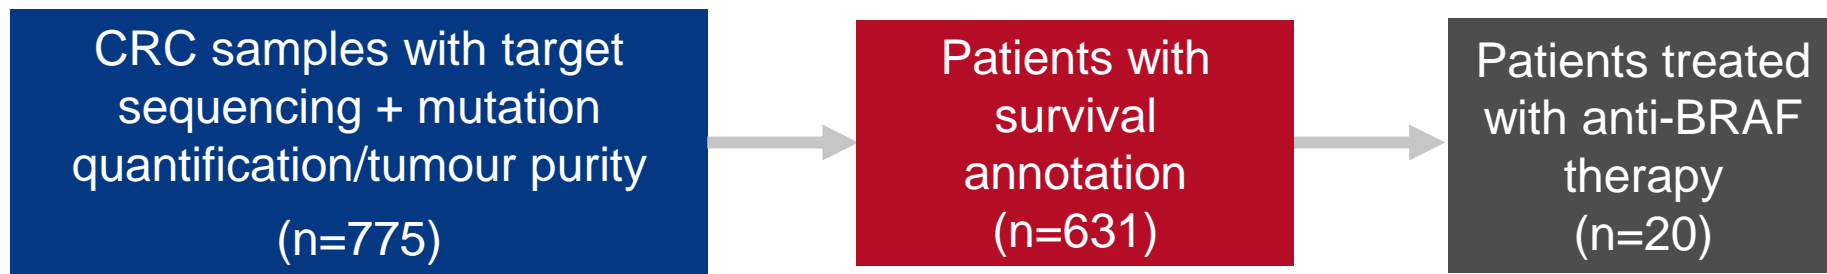 CRC samples with target
sequencing + mutation
quantification/tumour purity
(n=775)
Patients with
survival
annotation
(n=631)
Patients treated
with anti-BRAF
therapy
(n=20)